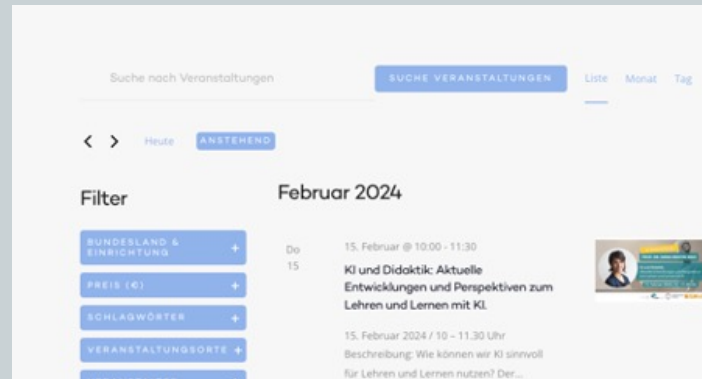 Suche nach Veranstaltungen
SUCHE VERANSTALTUNGEN
Liste Monat Tag
Heute
ANSTEHEND
Filter
BUNDESLAND &
EINRICHTUNG +
PREIS (€) +
SCHLAGWÖRTER +
VERANSTALTUNGSORTE +
Februar 2024
Do
15
15. Februar @ 10:00 - 11:30
KI und Didaktik: Aktuelle
Entwicklungen und Perspektiven zum
Lehren und Lernen mit KI.
15. Februar 2024 / 10 – 11.30 Uhr
Beschreibung: Wie können wir KI sinnvoll
für Lehren und Lernen nutzen? Der...